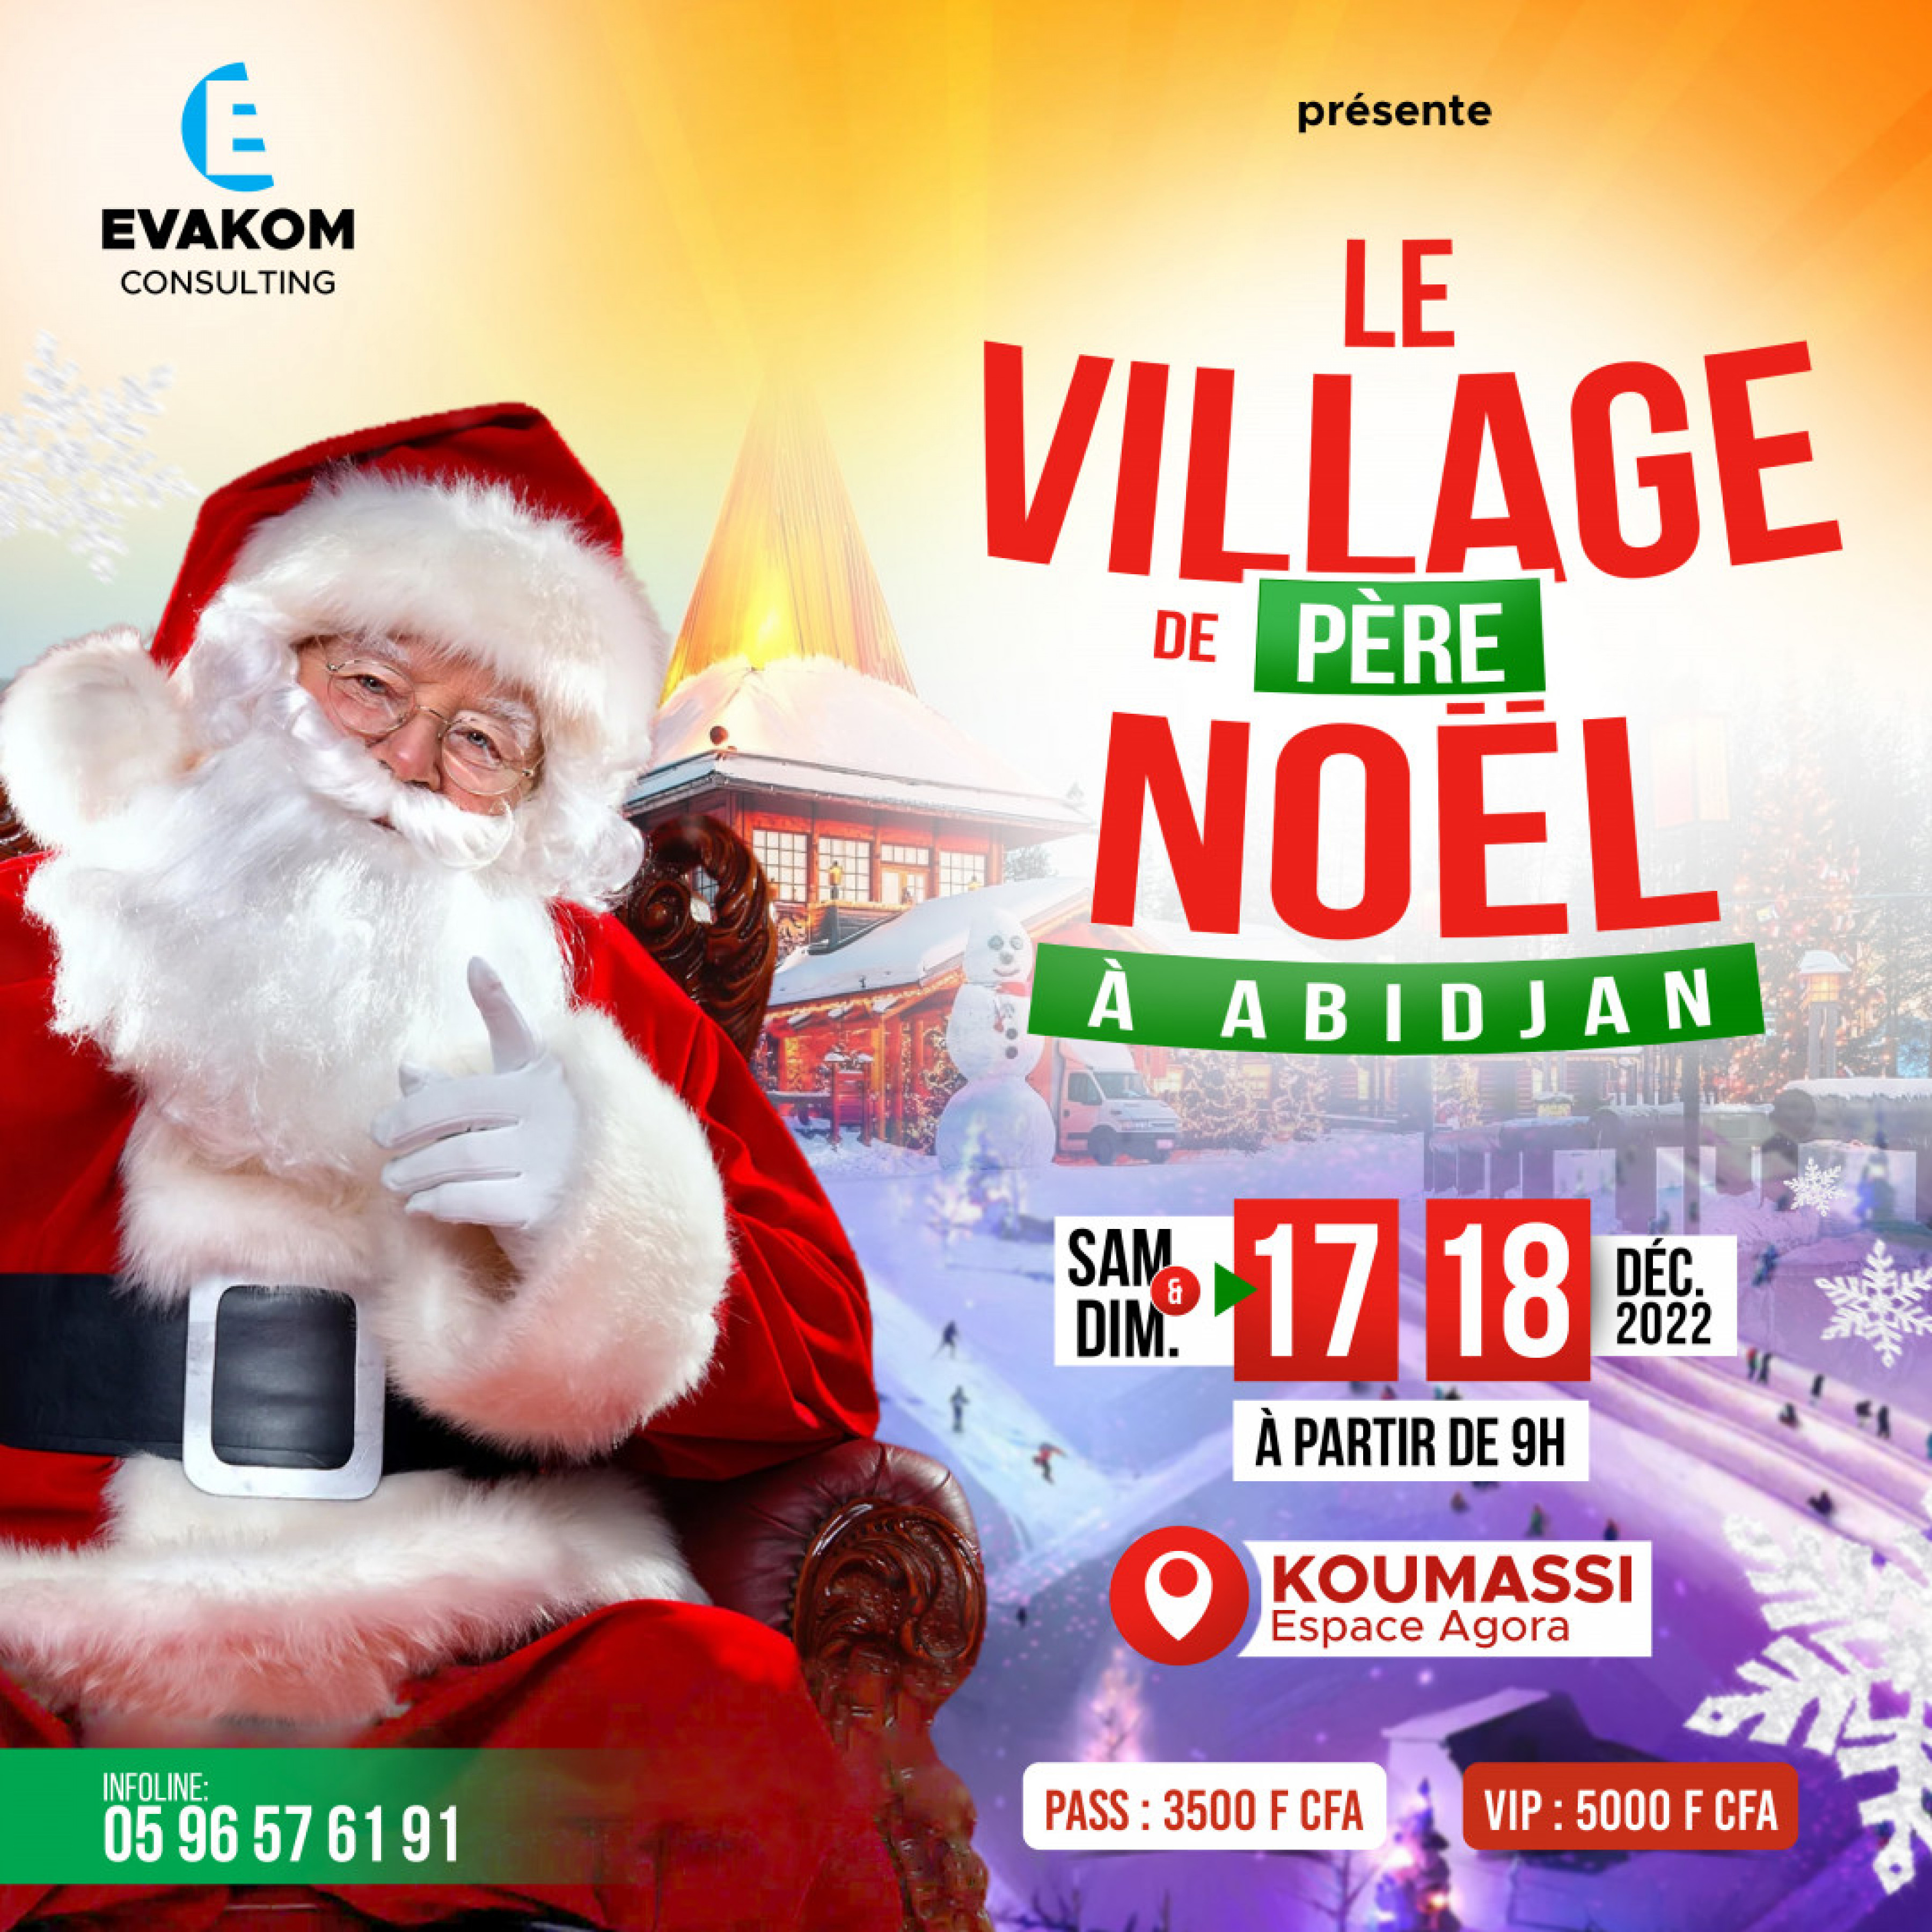 EVAKOM
CONSULTING
présente
LE
VILLAGE
DE PÈRE
NOËL
À ABIDJAN
SAM. & DIM. 17 18 DÉC. 2022
À PARTIR DE 9H
KOUMASSI
Espace Agora
INFOLINE:
05 96 57 61 91
PASS : 3500 F CFA
VIP : 5000 F CFA